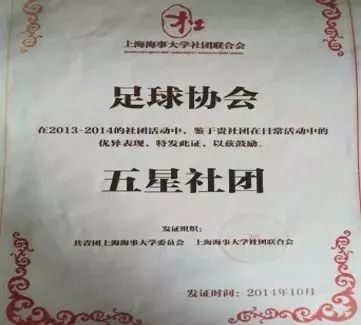 上海海事大学社团联合会
SHANGHAI MARITIME UNIVERSITY ASSOCIATION UNION
足球协会
在2013-2014的社团活动中，鉴于贵社团在日常活动中的
优异表现，特发此证，以兹鼓励。
五星社团
发证组织：
共青团上海海事大学委员会 上海海事大学社团联合会
发证时间：2014年10月